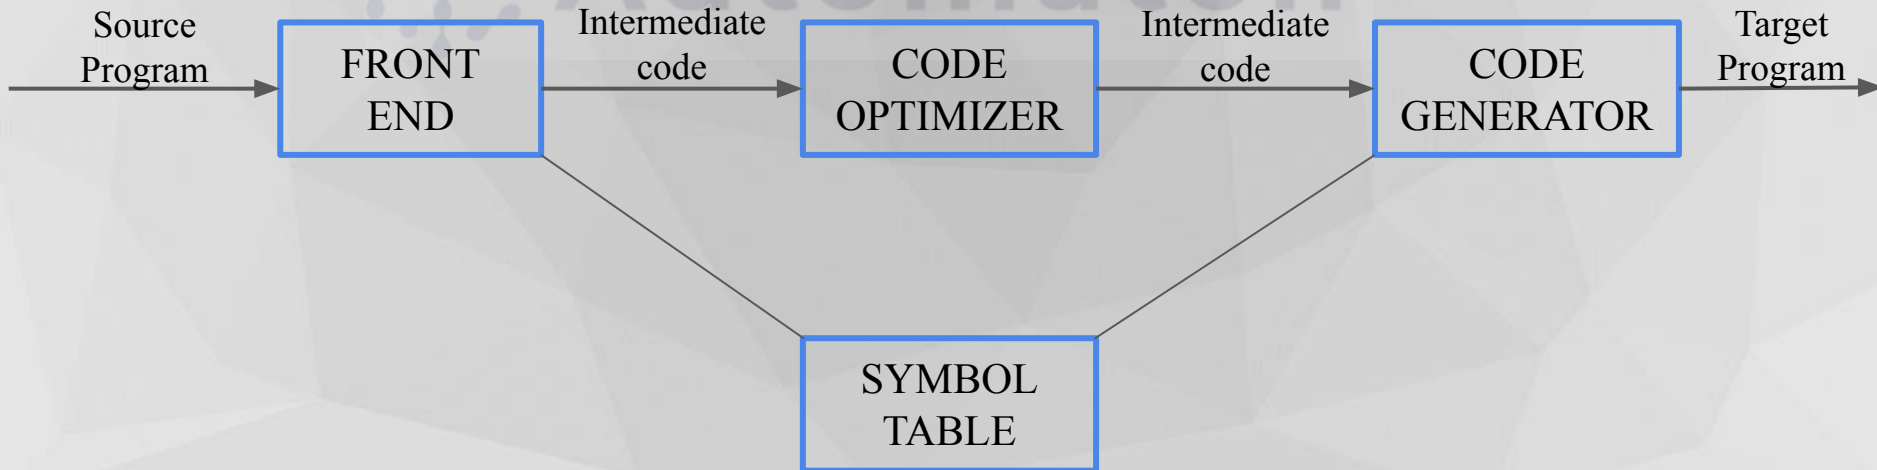 Source
Program
FRONT
END
Intermediate
code
CODE
OPTIMIZER
Intermediate
code
CODE
GENERATOR
Target
Program
SYMBOL
TABLE